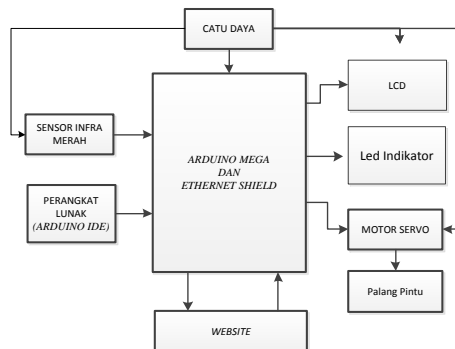 CATU DAYA
LCD
SENSOR INFRA
MERAH
ARDUINO MEGA
DAN
ETHERNET SHIELD
Led Indikator
PERANGKAT
LUNAK
(ARDUINO IDE)
MOTOR SERVO
Palang Pintu
WEBSITE